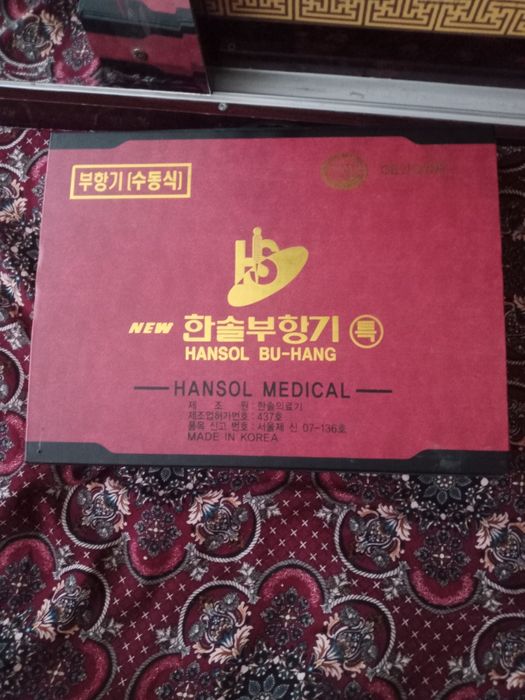 부항기 [수동식]
HS
NEW 한솔부항기 특
HANSOL BU-HANG
HANSOL MEDICAL
제 조 원 : 한솔의료기
제조업허가번호 : 437호
품목 신고 번호 : 서울제 신 07-136호
MADE IN KOREA